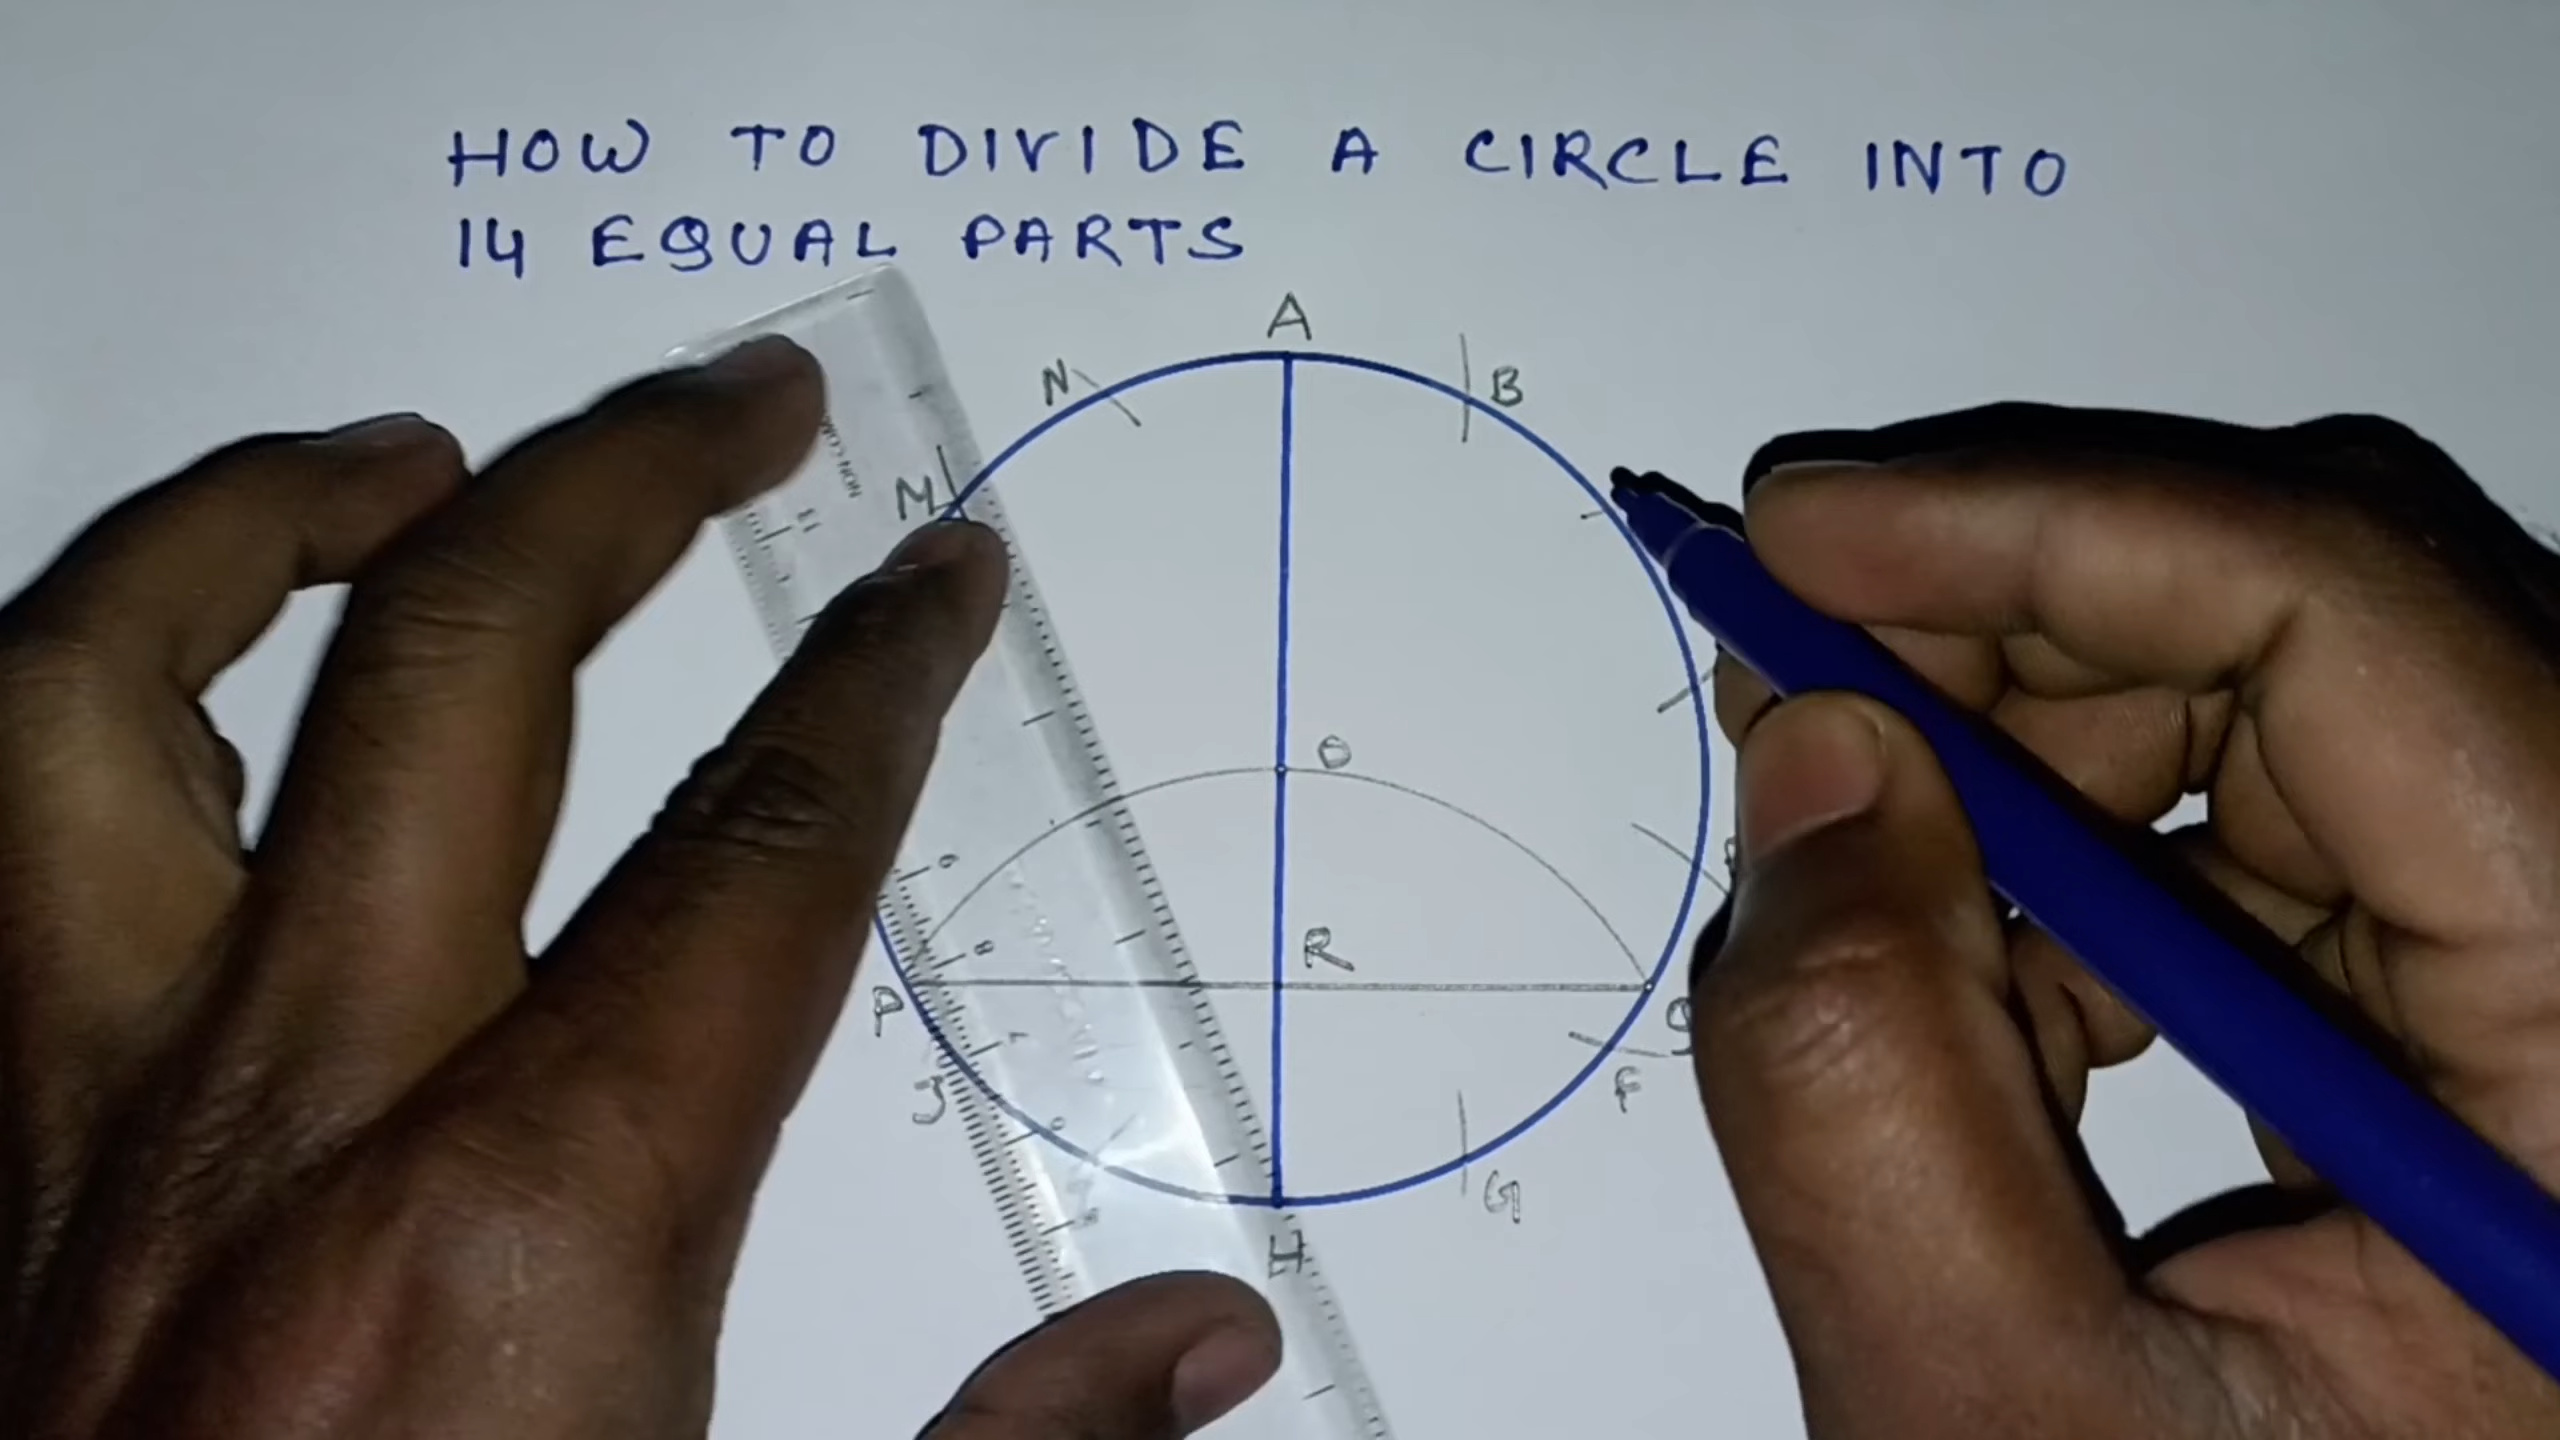 HOW TO DIVIDE A CIRCLE INTO
14 EQUAL PARTS
A
N
B
M
O
R
P
Q
J
F
G
H